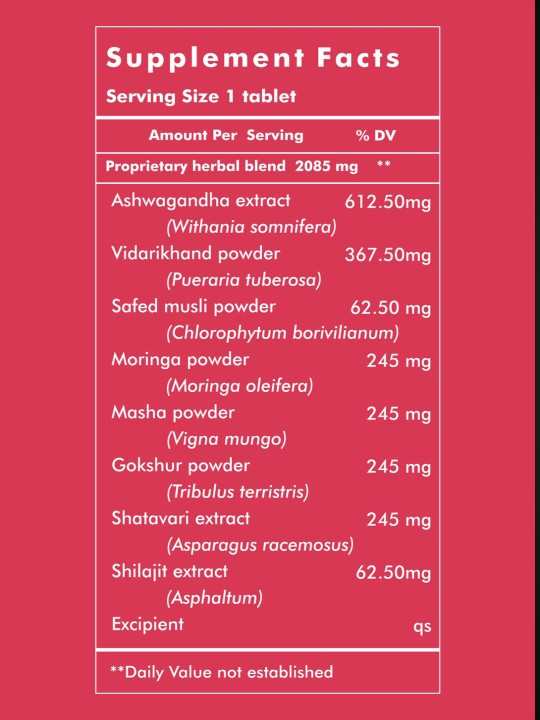 Supplement Facts
Serving Size 1 tablet
Amount Per Serving % DV
Proprietary herbal blend 2085 mg **
Ashwagandha extract 612.50mg
(Withania somnifera)
Vidarikhand powder 367.50mg
(Pueraria tuberosa)
Safed musli powder 62.50 mg
(Chlorophytum borivilianum)
Moringa powder 245 mg
(Moringa oleifera)
Masha powder 245 mg
(Vigna mungo)
Gokshur powder 245 mg
(Tribulus terristris)
Shatavari extract 245 mg
(Asparagus racemosus)
Shilajit extract 62.50mg
(Asphaltum)
Excipient qs
**Daily Value not established